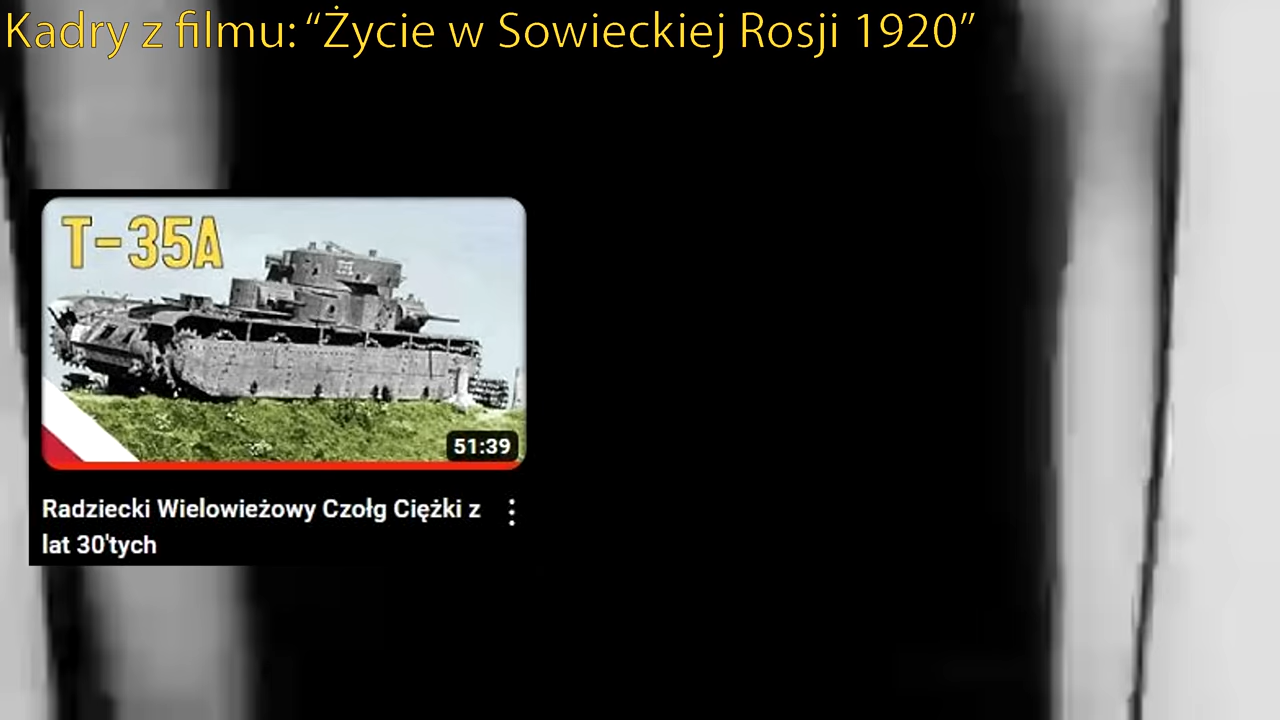 Kadry z filmu: “Życie w Sowieckiej Rosji 1920”
T-35A
51:39
Radziecki Wielowieżowy Czołg Ciężki z
lat 30'tych